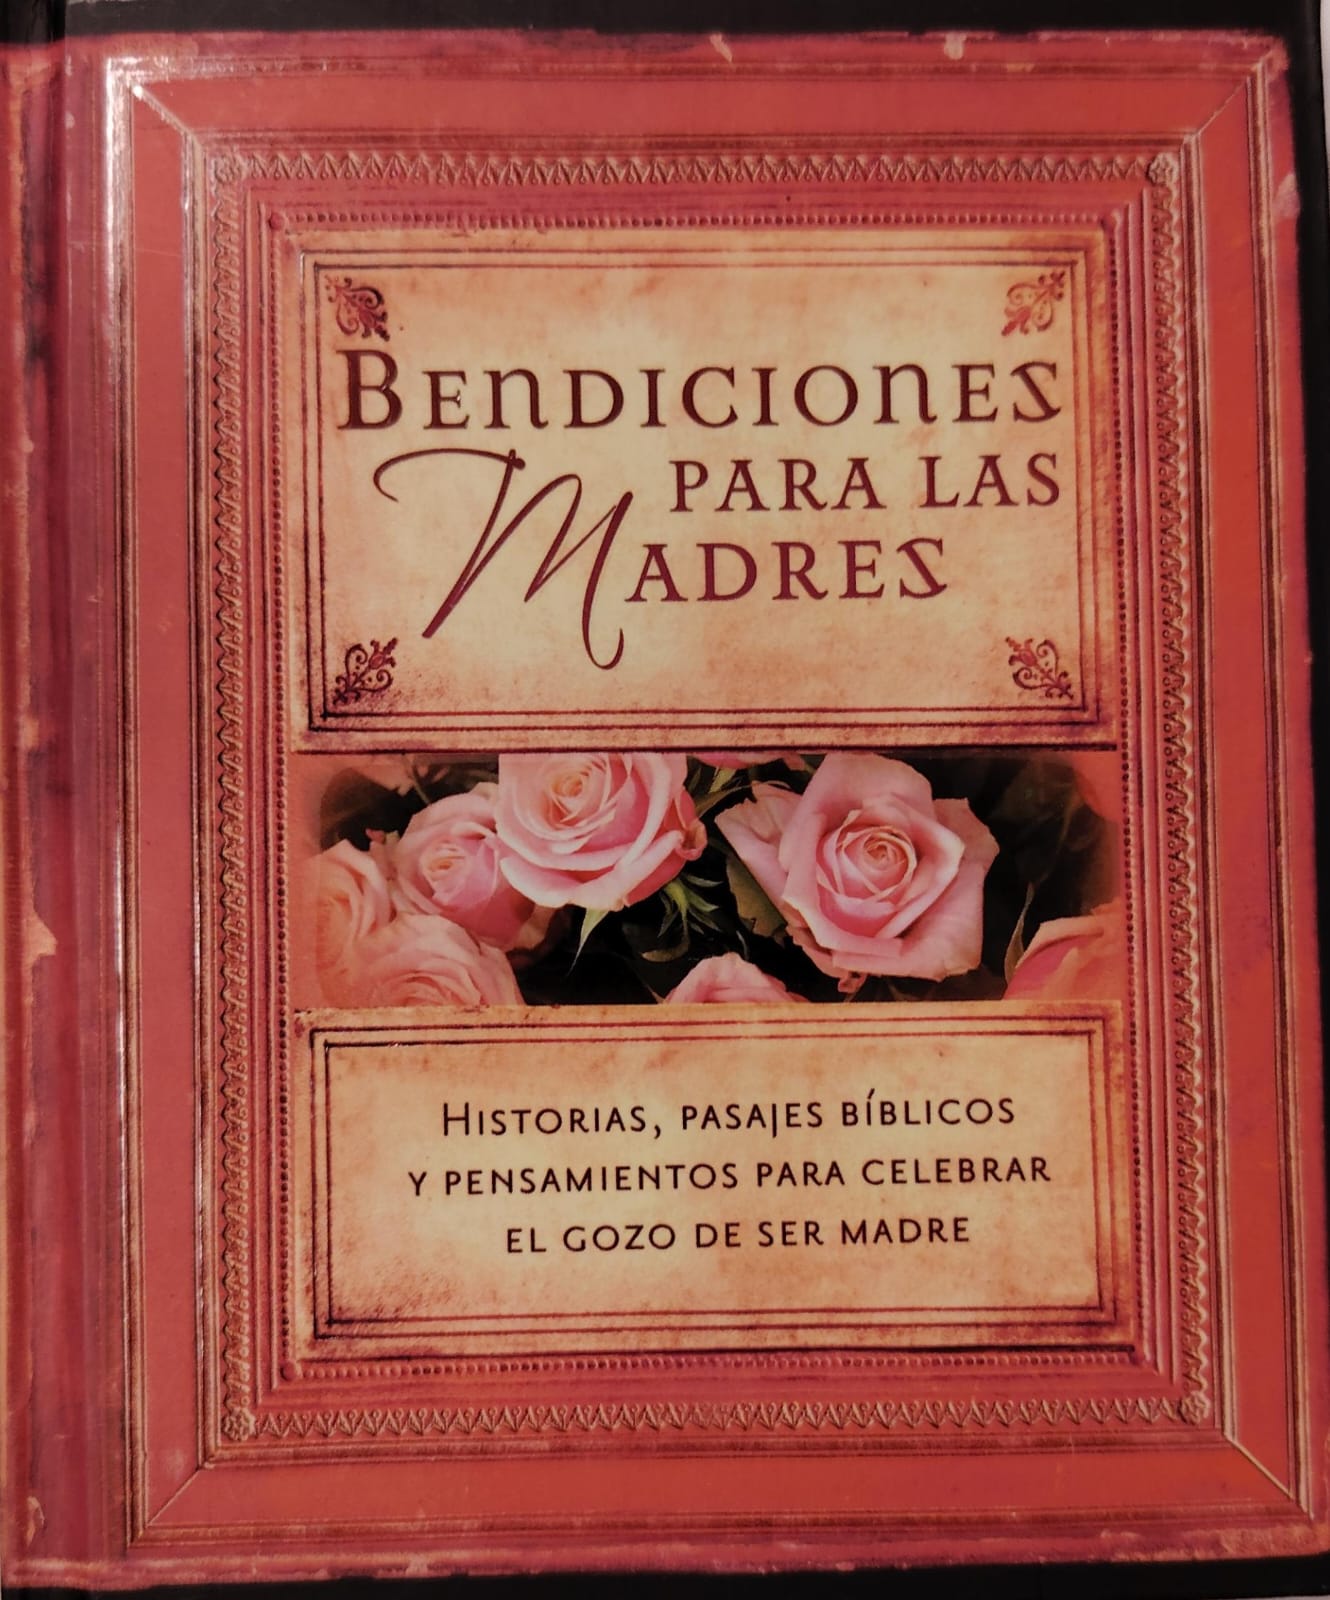 BENDICIONES
PARA LAS
MADRES
HISTORIAS, PASAJES BÍBLICOS
Y PENSAMIENTOS PARA CELEBRAR
EL GOZO DE SER MADRE